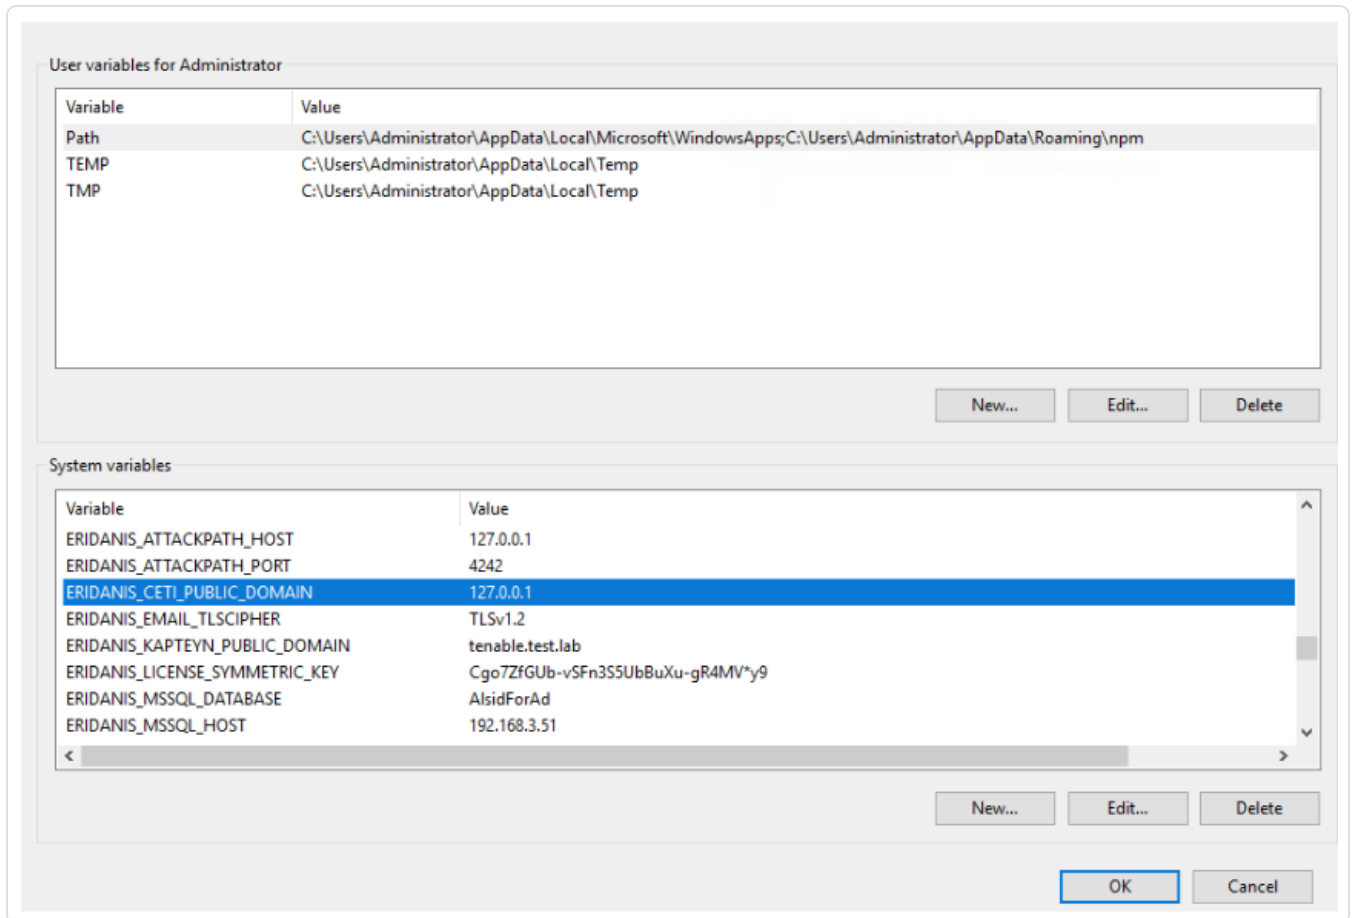 User variables for Administrator
Variable Value
Path C:\Users\Administrator\AppData\Local\Microsoft\WindowsApps;C:\Users\Administrator\AppData\Roaming\npm
TEMP C:\Users\Administrator\AppData\Local\Temp
TMP C:\Users\Administrator\AppData\Local\Temp
New... Edit... Delete
System variables
Variable Value
ERIDANIS_ATTACKPATH_HOST 127.0.0.1
ERIDANIS_ATTACKPATH_PORT 4242
ERIDANIS_CETI_PUBLIC_DOMAIN 127.0.0.1
ERIDANIS_EMAIL_TLSCIPHER TLSv1.2
ERIDANIS_KAPTEYN_PUBLIC_DOMAIN tenable.test.lab
ERIDANIS_LICENSE_SYMMETRIC_KEY Cgo7ZfGUb-vSFn3S5UbBuXu-gR4MV*y9
ERIDANIS_MSSQL_DATABASE AlsidForAd
ERIDANIS_MSSQL_HOST 192.168.3.51
New... Edit... Delete
OK Cancel